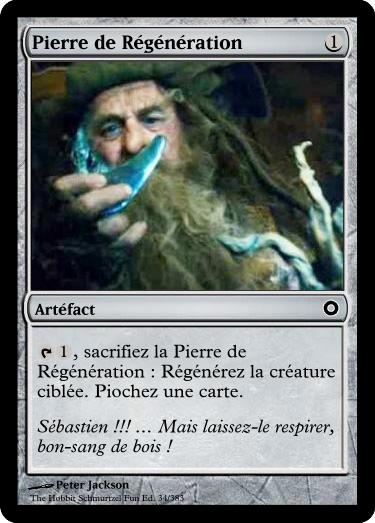 Pierre de Régénération 1
Artéfact
1 , sacrifiez la Pierre de
Régénération : Régénérez la créature
ciblée. Piochez une carte.
Sébastien !!! … Mais laissez-le respirer,
bon-sang de bois !
Peter Jackson
The Hobbit Schmurtzel Fun Ed. 34/383